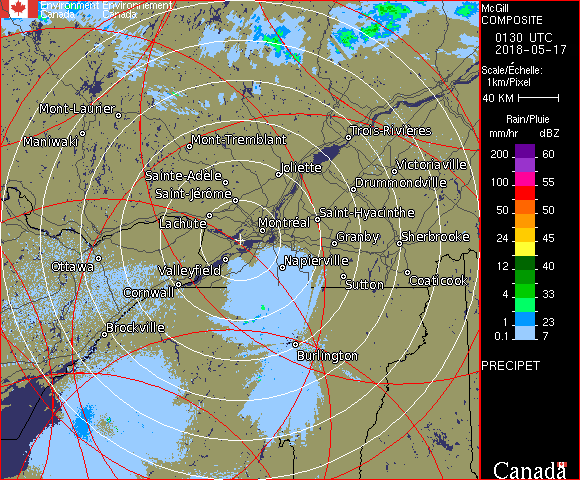 Environment Environnement
Canada Canada
McGill
COMPOSITE
0130 UTC
2018-05-17
Scale/Échelle:
1km/Pixel
40 KM
Rain/Pluie
mm/hr dBZ
200 60
100 55
50 50
24 45
12 40
4 33
1 23
0.1 7
PRECIPET
Canada
Mont-Laurier
Maniwaki
Mont-Tremblant
Trois-Rivières
Joliette
Victoriaville
Sainte-Adèle
Drummondville
Saint-Jérôme
Saint-Hyacinthe
Lachute
Montréal
Granby
Sherbrooke
Ottawa
Valleyfield
Napierville
Sutton
Coaticook
Cornwall
Brockville
Burlington